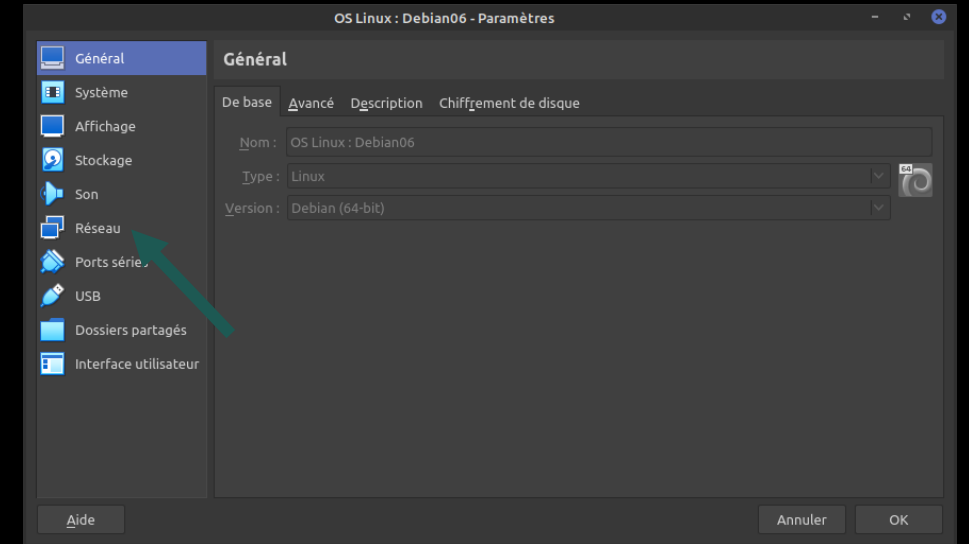 OS Linux : Debian06 - Paramètres
Général
Système
Affichage
Stockage
Son
Réseau
Ports séries
USB
Dossiers partagés
Interface utilisateur
Général
De base Avancé Description Chiffrement de disque
Nom : OS Linux : Debian06
Type : Linux
64
Version : Debian (64-bit)
Aide Annuler OK